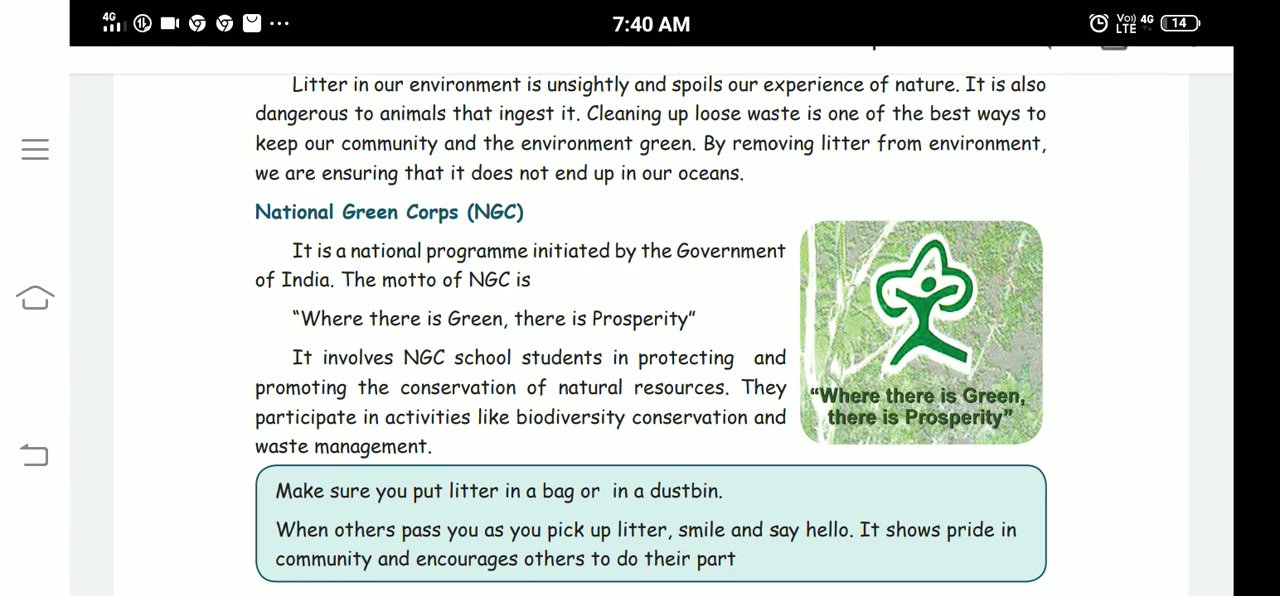 4G
7:40 AM
Vo))
LTE
4G
14
Litter in our environment is unsightly and spoils our experience of nature. It is also
dangerous to animals that ingest it. Cleaning up loose waste is one of the best ways to
keep our community and the environment green. By removing litter from environment,
we are ensuring that it does not end up in our oceans.
National Green Corps (NGC)
It is a national programme initiated by the Government
of India. The motto of NGC is
“Where there is Green, there is Prosperity”
It involves NGC school students in protecting and
promoting the conservation of natural resources. They
participate in activities like biodiversity conservation and
waste management.
“Where there is Green,
there is Prosperity”
Make sure you put litter in a bag or in a dustbin.
When others pass you as you pick up litter, smile and say hello. It shows pride in
community and encourages others to do their part